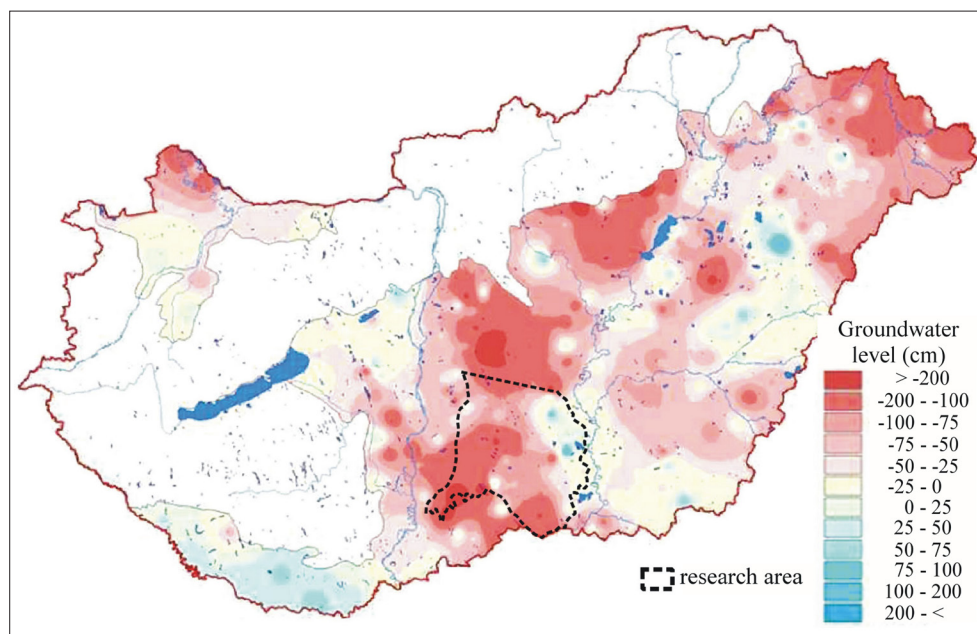 Groundwater
level (cm)
> -200
-200 - -100
-100 - -75
-75 - -50
-50 - -25
-25 - 0
0 - 25
25 - 50
50 - 75
75 - 100
100 - 200
200 - <
research area